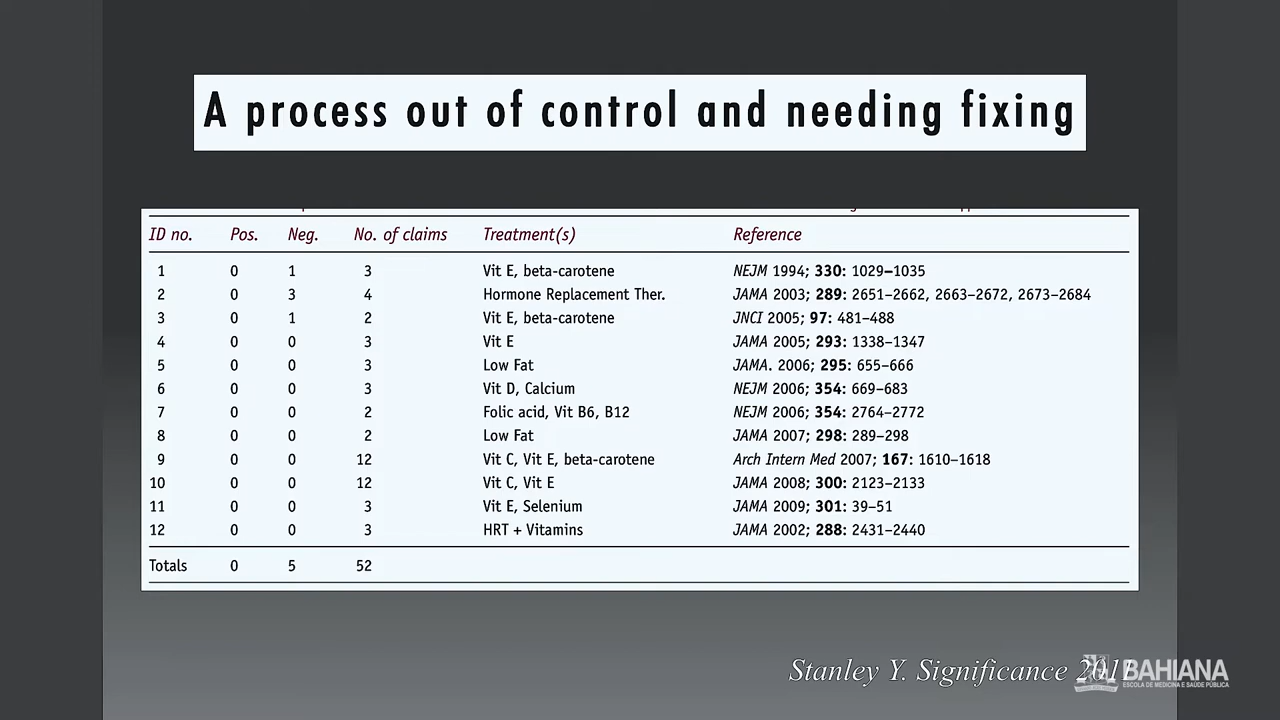 A process out of control and needing fixing
ID no. Pos. Neg. No. of claims Treatment(s) Reference
1 0 1 3 Vit E, beta-carotene NEJM 1994; 330: 1029–1035
2 0 3 4 Hormone Replacement Ther. JAMA 2003; 289: 2651–2662, 2663–2672, 2673–2684
3 0 1 2 Vit E, beta-carotene JNCI 2005; 97: 481–488
4 0 0 3 Vit E JAMA 2005; 293: 1338–1347
5 0 0 3 Low Fat JAMA. 2006; 295: 655–666
6 0 0 3 Vit D, Calcium NEJM 2006; 354: 669–683
7 0 0 2 Folic acid, Vit B6, B12 NEJM 2006; 354: 2764–2772
8 0 0 2 Low Fat JAMA 2007; 298: 289–298
9 0 0 12 Vit C, Vit E, beta-carotene Arch Intern Med 2007; 167: 1610–1618
10 0 0 12 Vit C, Vit E JAMA 2008; 300: 2123–2133
11 0 0 3 Vit E, Selenium JAMA 2009; 301: 39–51
12 0 0 3 HRT + Vitamins JAMA 2002; 288: 2431–2440
Totals 0 5 52
Stanley Y. Significance
BAHIANA
ESCOLA DE MEDICINA E SAÚDE PÚBLICA